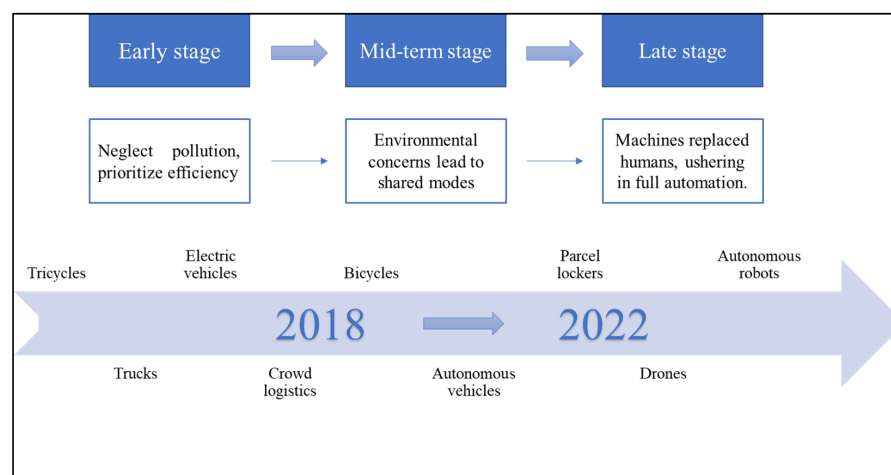 Early stage
Mid-term stage
Late stage
Neglect pollution,
prioritize efficiency
Environmental
concerns lead to
shared modes
Machines replaced
humans, ushering
in full automation.
Tricycles
Electric
vehicles
Bicycles
Parcel
lockers
Autonomous
robots
2018
2022
Trucks
Crowd
logistics
Autonomous
vehicles
Drones